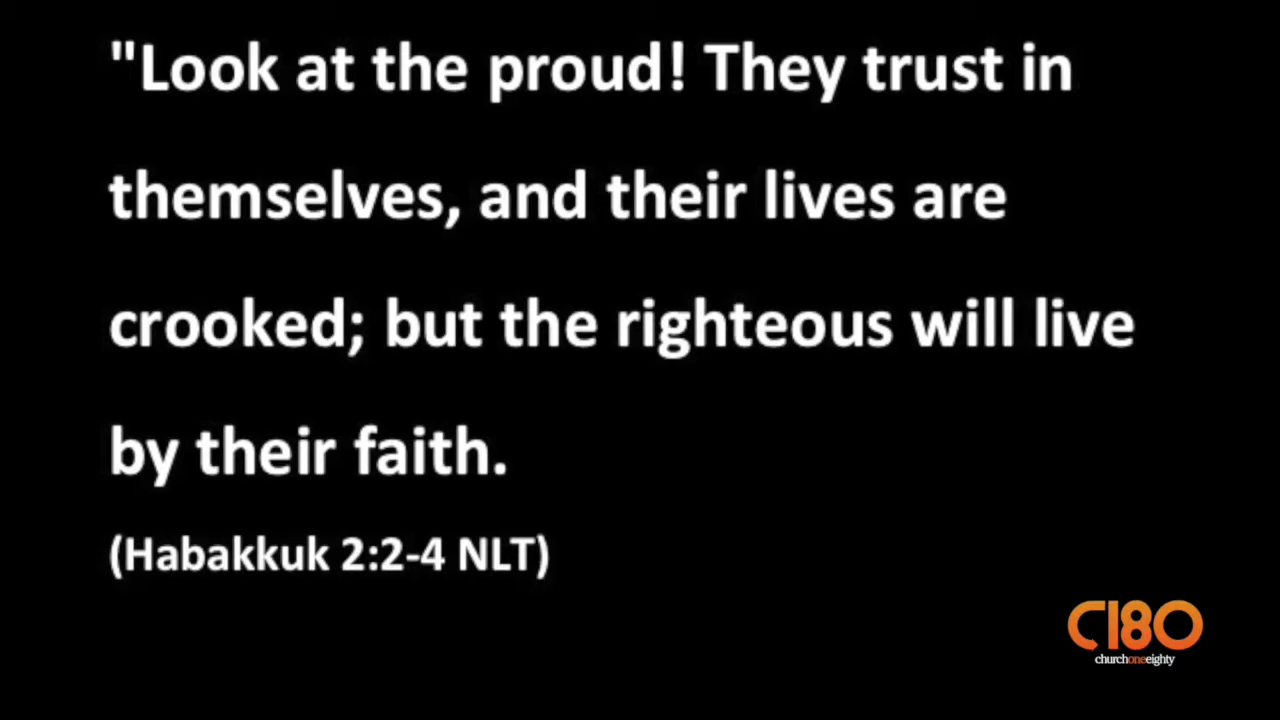 "Look at the proud! They trust in
themselves, and their lives are
crooked; but the righteous will live
by their faith.
(Habakkuk 2:2-4 NLT)
C180
churchoneeighty